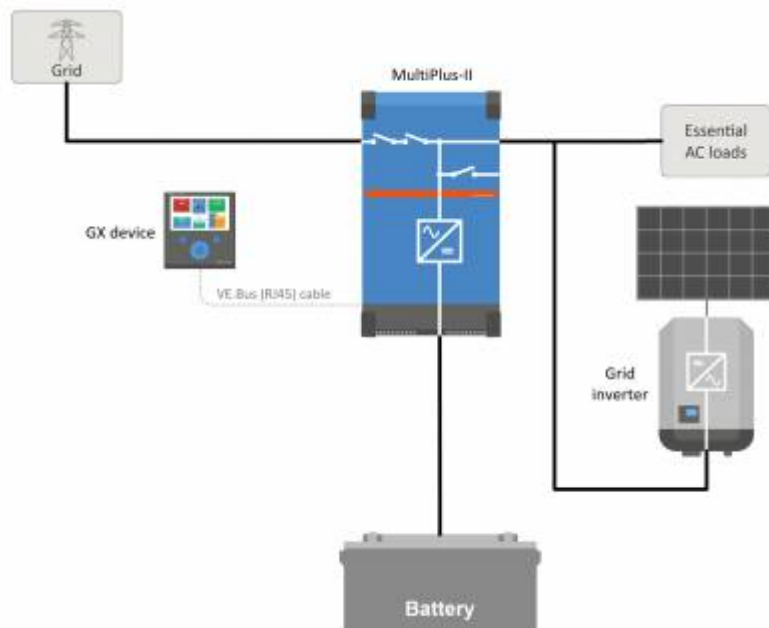 Grid
MultiPlus-II
Essential
AC loads
GX device
VE.Bus (RJ45) cable
Grid
inverter
Battery